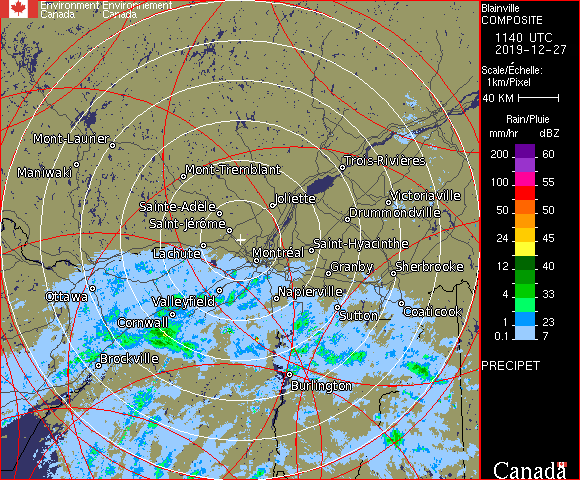 Environment Environnement
Canada Canada
Blainville
COMPOSITE
1140 UTC
2019-12-27
Scale/Échelle:
1km/Pixel
40 KM
Rain/Pluie
mm/hr dBZ
200 60
100 55
50 50
24 45
12 40
4 33
1 23
0.1 7
PRECIPET
Canada
Mont-Laurier
Maniwaki
Mont-Tremblant
Trois-Rivières
Sainte-Adèle
Joliette
Victoriaville
Saint-Jérôme
Drummondville
Lachute
Montréal
Saint-Hyacinthe
Granby
Sherbrooke
Ottawa
Valleyfield
Napierville
Cornwall
Sutton
Coaticook
Brockville
Burlington